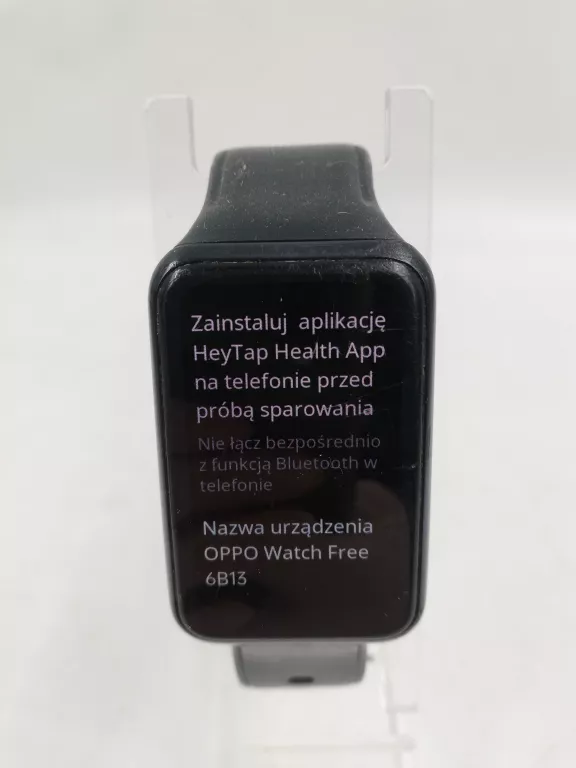 Zainstaluj aplikację
HeyTap Health App
na telefonie przed
próbą sparowania
Nie łącz bezpośrednio
z funkcją Bluetooth w
telefonie
Nazwa urządzenia
OPPO Watch Free
6B13